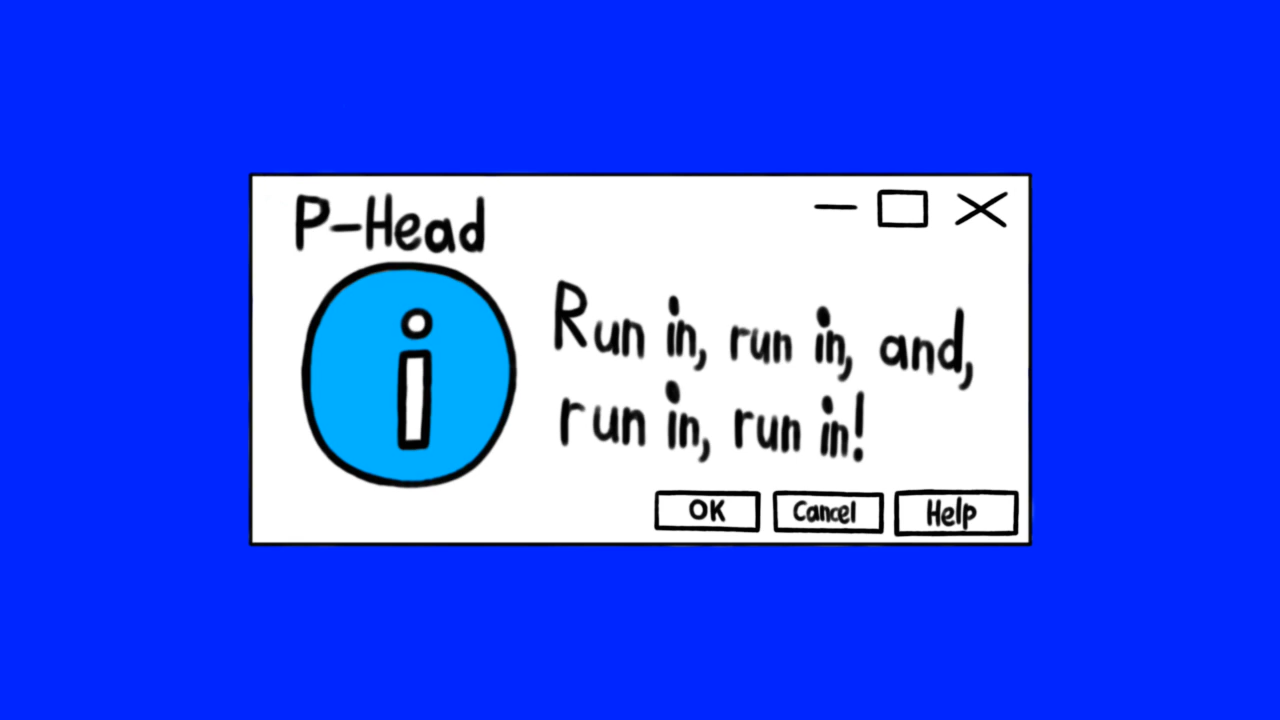 P-Head
i
Run in, run in, and,
run in, run in!
OK Cancel Help